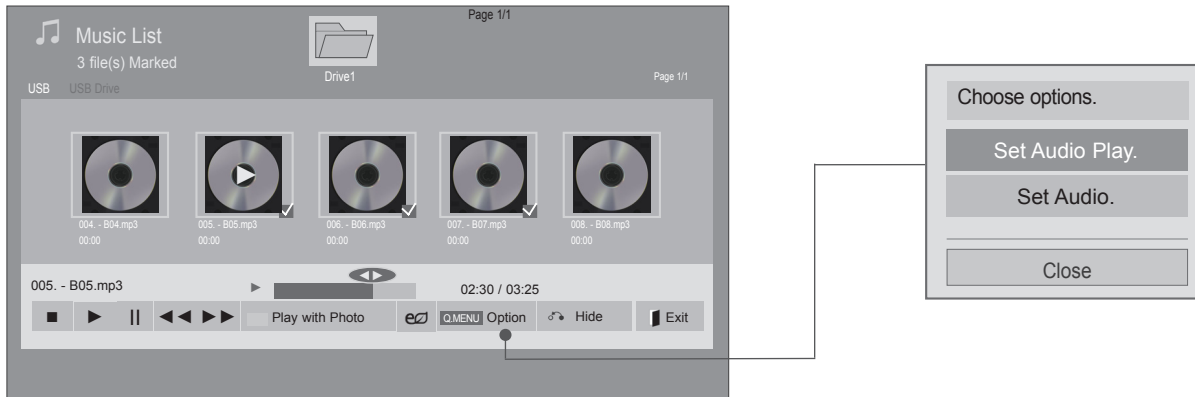 Page 1/1
Music List
3 file(s) Marked
Drive1
Page 1/1
USB USB Drive
004. - B04.mp3
00:00
005. - B05.mp3
00:00
006. - B06.mp3
00:00
007. - B07.mp3
00:00
008. - B08.mp3
00:00
005. - B05.mp3
02:30 / 03:25
Play with Photo
Q.MENU Option
Hide
Exit
Choose options.
Set Audio Play.
Set Audio.
Close